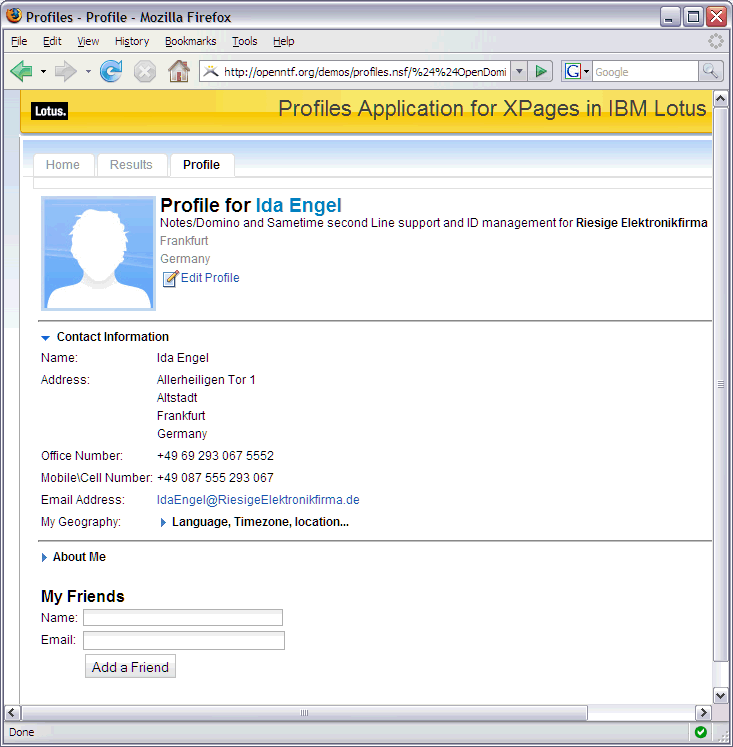 Profiles - Profile - Mozilla Firefox
File Edit View History Bookmarks Tools Help
http://openntf.org/demos/profiles.nsf/%24%24OpenDomi
G Google
Lotus. Profiles Application for XPages in IBM Lotus
Home Results Profile
Profile for Ida Engel
Notes/Domino and Sametime second Line support and ID management for Riesige Elektronikfirma
Frankfurt
Germany
Edit Profile
Contact Information
Name: Ida Engel
Address: Allerheiligen Tor 1
Altstadt
Frankfurt
Germany
Office Number: +49 69 293 067 5552
Mobile\Cell Number: +49 087 555 293 067
Email Address: IdaEngel@RiesigeElektronikfirma.de
My Geography: Language, Timezone, location...
About Me
My Friends
Name:
Email:
Add a Friend
Done